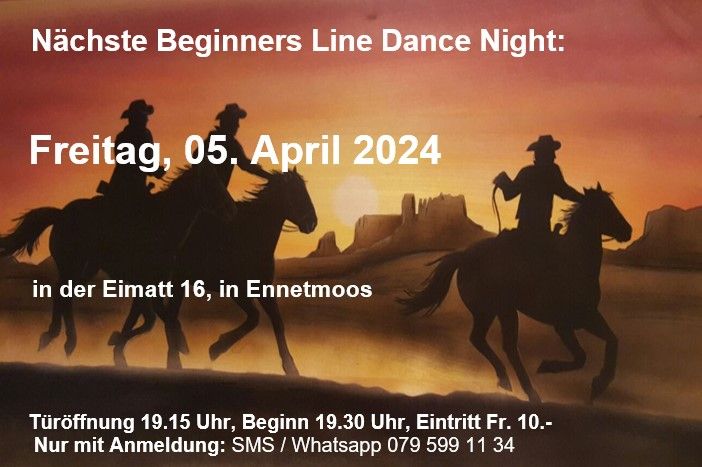 Nächste Beginners Line Dance Night:
Freitag, 05. April 2024
in der Eimatt 16, in Ennetmoos
Türöffnung 19.15 Uhr, Beginn 19.30 Uhr, Eintritt Fr. 10.-
Nur mit Anmeldung: SMS / Whatsapp 079 599 11 34